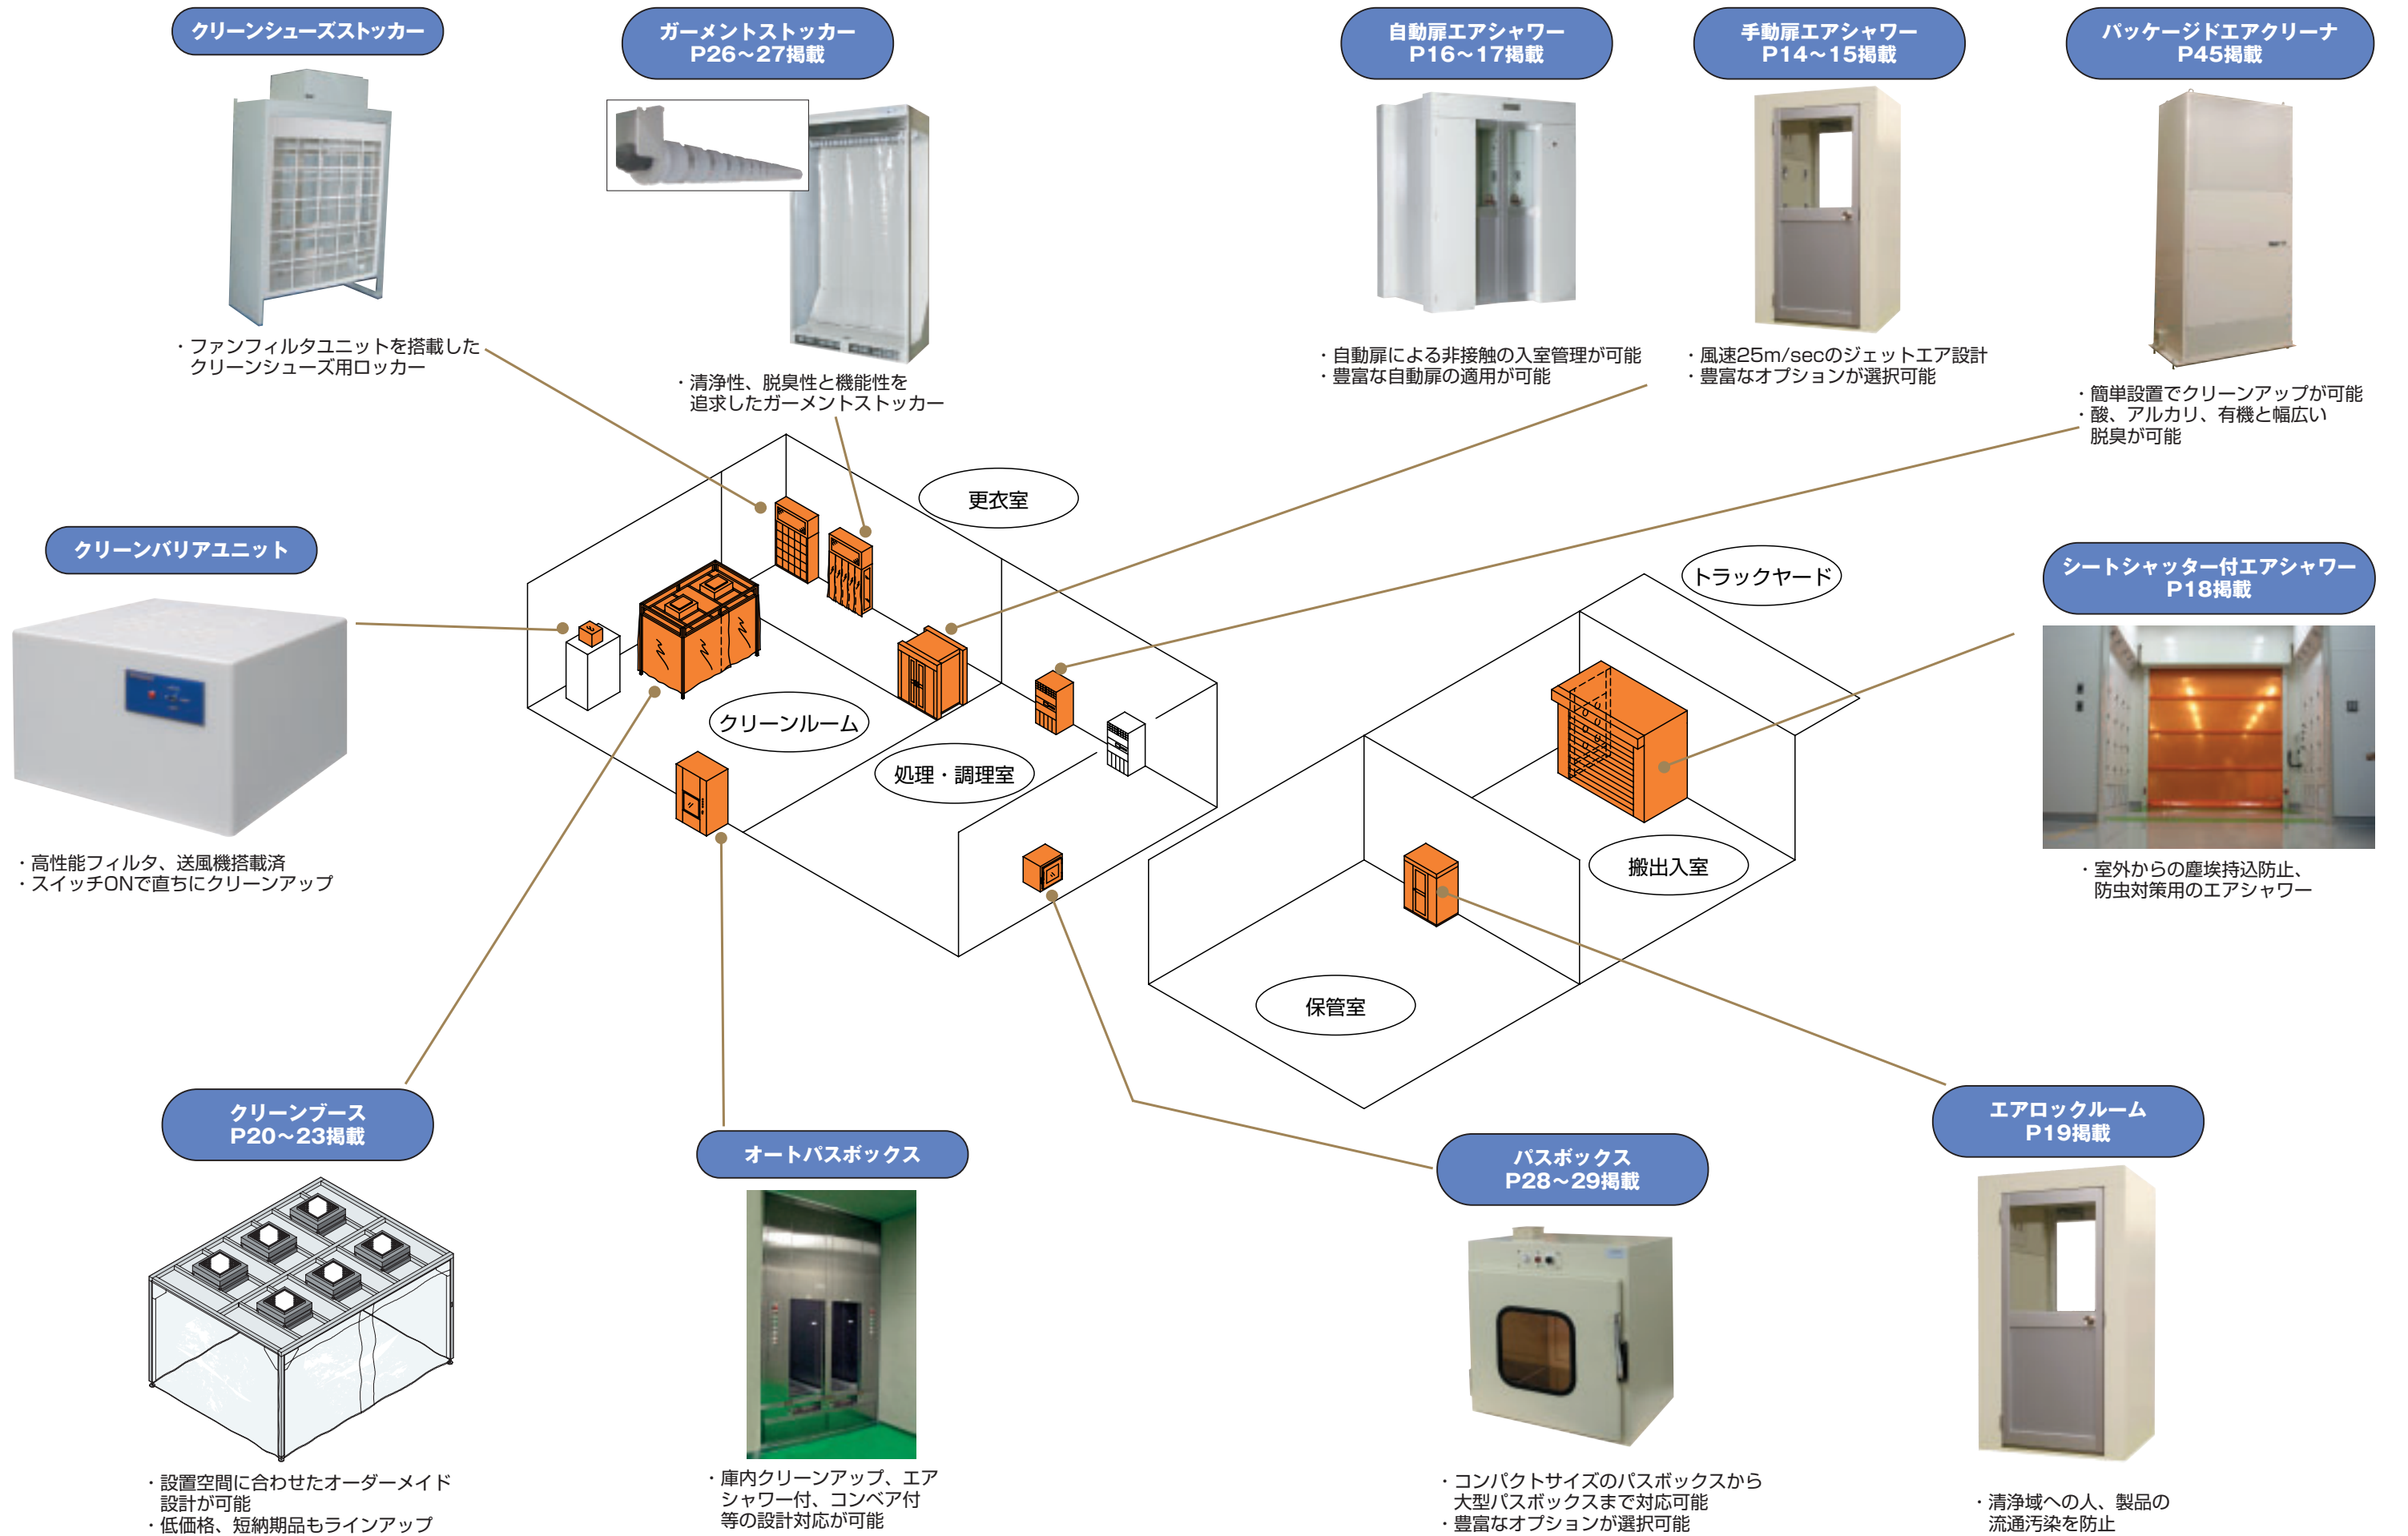 クリーンシューズストッカー
・ファンフィルタユニットを搭載した
クリーンシューズ用ロッカー
ガーメントストッカー
P26〜27掲載
・清浄性、脱臭性と機能性を
追求したガーメントストッカー
自動扉エアシャワー
P16〜17掲載
・自動扉による非接触の入室管理が可能
・豊富な自動扉の適用が可能
手動扉エアシャワー
P14〜15掲載
・風速25m/secのジェットエア設計
・豊富なオプションが選択可能
パッケージドエアクリーナ
P45掲載
・簡単設置でクリーンアップが可能
・酸、アルカリ、有機と幅広い
脱臭が可能
クリーンバリアユニット
・高性能フィルタ、送風機搭載済
・スイッチONで直ちにクリーンアップ
更衣室
クリーンルーム
処理・調理室
トラックヤード
搬出入室
保管室
シートシャッター付エアシャワー
P18掲載
・室外からの塵埃持込防止、
防虫対策用のエアシャワー
クリーンブース
P20〜23掲載
・設置空間に合わせたオーダーメイド
設計が可能
・低価格、短納期品もラインアップ
オートパスボックス
・庫内クリーンアップ、エア
シャワー付、コンベア付
等の設計対応が可能
パスボックス
P28〜29掲載
・コンパクトサイズのパスボックスから
大型パスボックスまで対応可能
・豊富なオプションが選択可能
エアロックルーム
P19掲載
・清浄域への人、製品の
流通汚染を防止